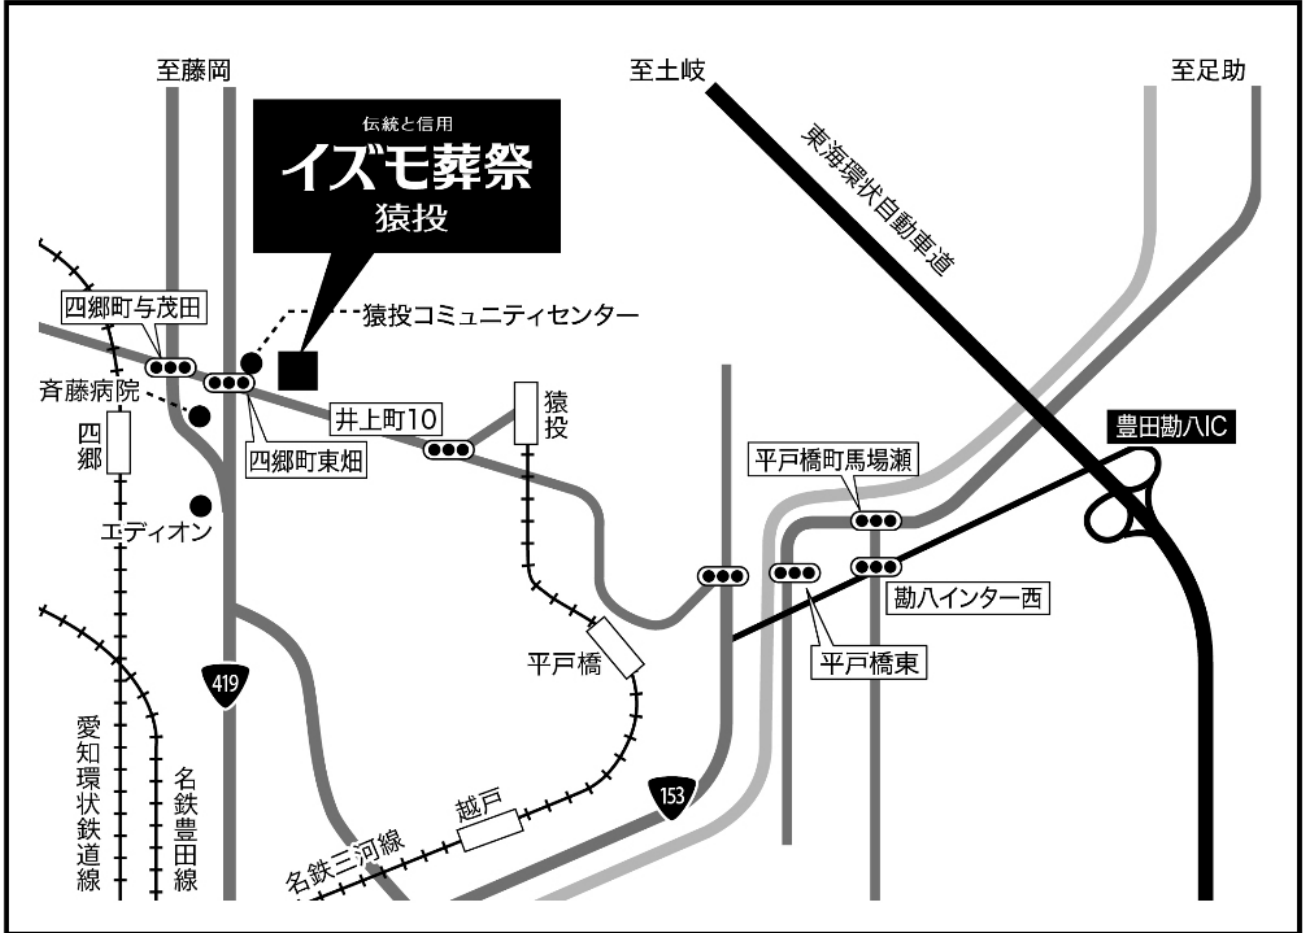 至藤岡
至土岐
至足助
伝統と信用
イズモ葬祭
猿投
東海環状自動車道
四郷町与茂田
猿投コミュニティセンター
斉藤病院
井上町10
猿投
四郷
四郷町東畑
豊田勘八IC
平戸橋町馬場瀬
エディオン
勘八インター西
平戸橋
平戸橋東
419
愛知環状鉄道線
名鉄豊田線
153
越戸
名鉄三河線